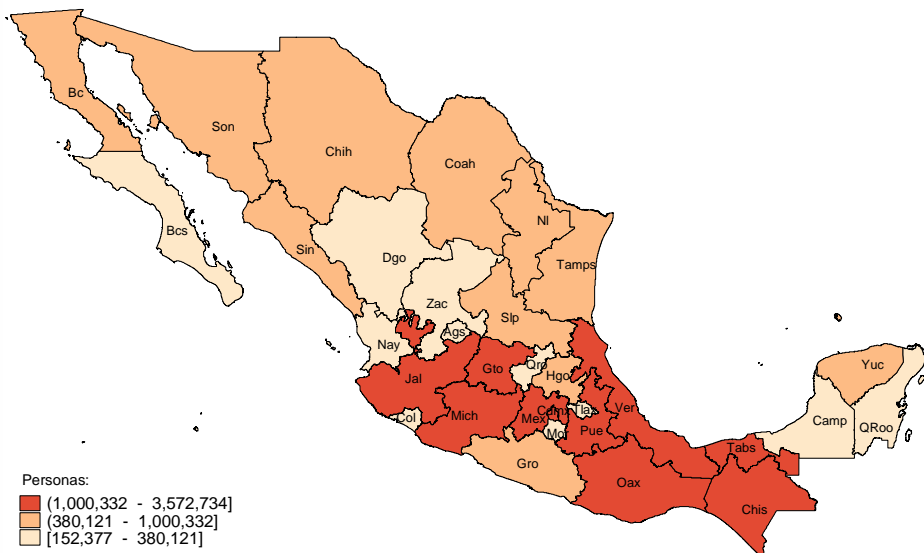 Bc
Son
Chih
Coah
Nl
Bcs
Sin
Dgo
Tamps
Zac
Slp
Nay
Ags
Qro
Yuc
Jal
Gto
Hgo
Col
Mich
Mex
Cdmx
Tlax
Ver
Camp
QRoo
Mor
Pue
Tabs
Gro
Oax
Chis
Personas:
(1,000,332 - 3,572,734]
(380,121 - 1,000,332]
[152,377 - 380,121]